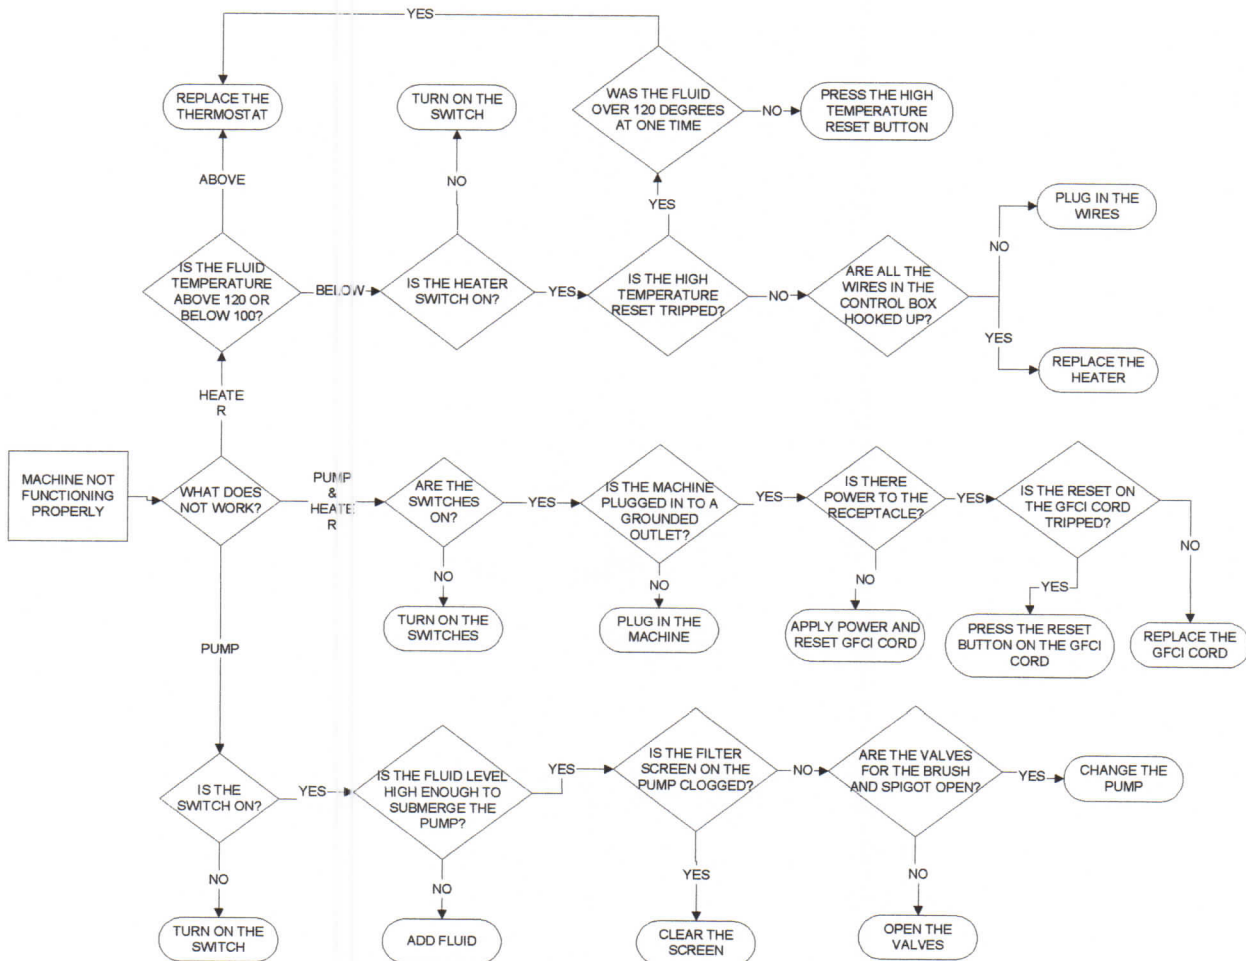 YES
REPLACE THE
THERMOSTAT
TURN ON THE
SWITCH
WAS THE FLUID
OVER 120 DEGREES
AT ONE TIME
NO
PRESS THE HIGH
TEMPERATURE
RESET BUTTON
ABOVE
NO
YES
PLUG IN THE
WIRES
IS THE FLUID
TEMPERATURE
ABOVE 120 OR
BELOW 100?
BELOW
IS THE HEATER
SWITCH ON?
YES
IS THE HIGH
TEMPERATURE
RESET TRIPPED?
NO
ARE ALL THE
WIRES IN THE
CONTROL BOX
HOOKED UP?
NO
YES
REPLACE THE
HEATER
HEATE
R
MACHINE NOT
FUNCTIONING
PROPERLY
WHAT DOES
NOT WORK?
PUMP
&
HEATE
R
ARE THE
SWITCHES
ON?
YES
IS THE MACHINE
PLUGGED IN TO A
GROUNDED
OUTLET?
YES
IS THERE
POWER TO THE
RECEPTACLE?
YES
IS THE RESET ON
THE GFCI CORD
TRIPPED?
NO
NO
NO
NO
YES
TURN ON THE
SWITCHES
PLUG IN THE
MACHINE
APPLY POWER AND
RESET GFCI CORD
PRESS THE RESET
BUTTON ON THE GFCI
CORD
REPLACE THE
GFCI CORD
PUMP
IS THE
SWITCH ON?
YES
IS THE FLUID LEVEL
HIGH ENOUGH TO
SUBMERGE THE
PUMP?
YES
IS THE FILTER
SCREEN ON THE
PUMP CLOGGED?
NO
ARE THE VALVES
FOR THE BRUSH
AND SPIGOT OPEN?
YES
CHANGE THE
PUMP
NO
NO
YES
NO
TURN ON THE
SWITCH
ADD FLUID
CLEAR THE
SCREEN
OPEN THE
VALVES